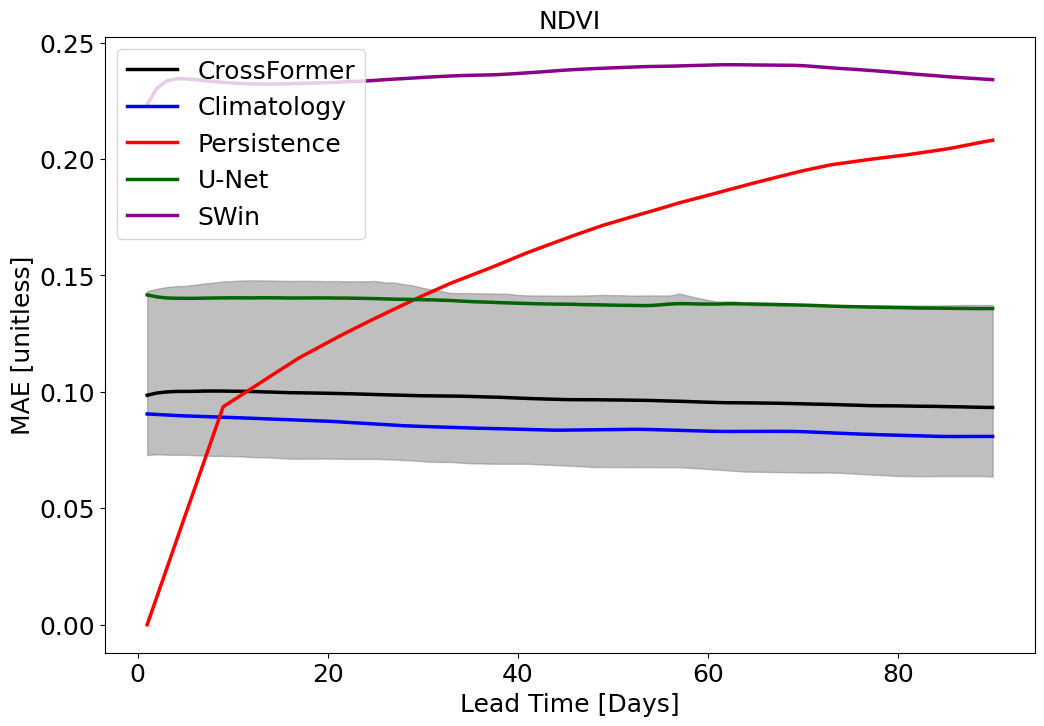 NDVI
0.25
0.20
0.15
0.10
0.05
0.00
MAE [unitless]
CrossFormer
Climatology
Persistence
U-Net
SWin
0 20 40 60 80
Lead Time [Days]